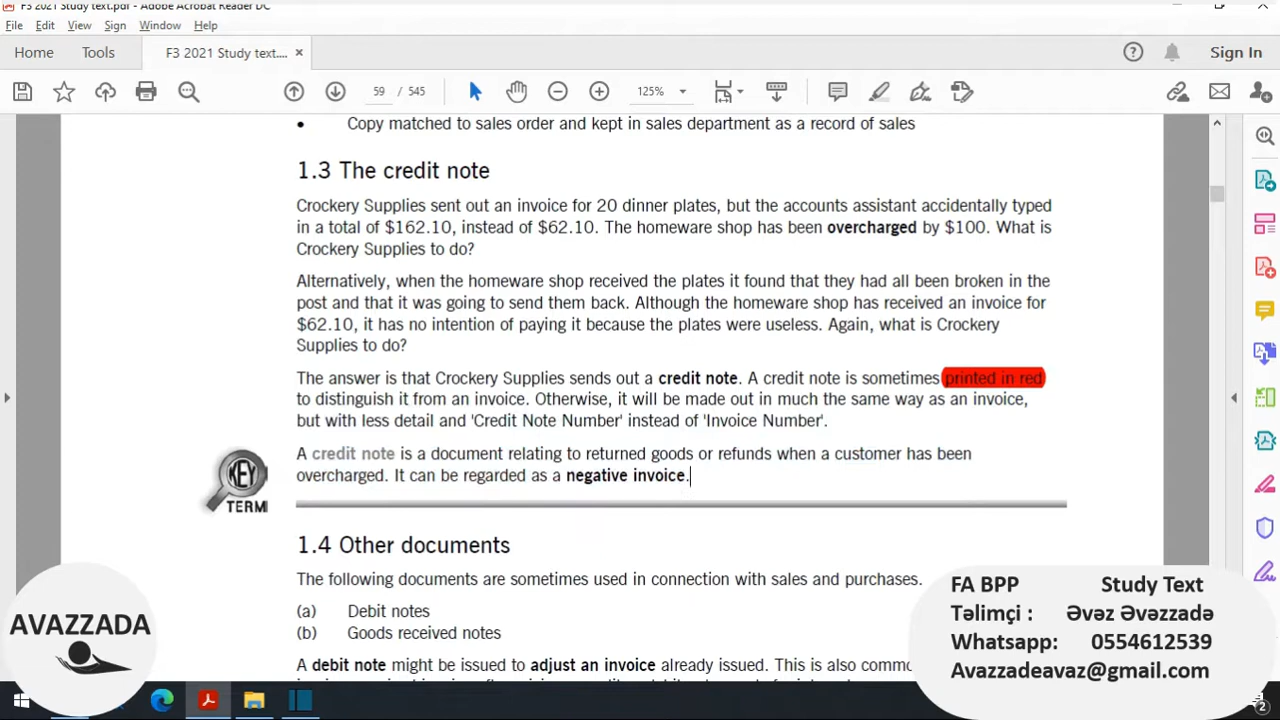 F3 2021 Study text.pdf - Adobe Acrobat Reader DC
File Edit View Sign Window Help
Home Tools F3 2021 Study text.... × Sign In
59 / 545 125%
• Copy matched to sales order and kept in sales department as a record of sales
1.3 The credit note
Crockery Supplies sent out an invoice for 20 dinner plates, but the accounts assistant accidentally typed
in a total of $162.10, instead of $62.10. The homeware shop has been overcharged by $100. What is
Crockery Supplies to do?
Alternatively, when the homeware shop received the plates it found that they had all been broken in the
post and that it was going to send them back. Although the homeware shop has received an invoice for
$62.10, it has no intention of paying it because the plates were useless. Again, what is Crockery
Supplies to do?
The answer is that Crockery Supplies sends out a credit note. A credit note is sometimes printed in red
to distinguish it from an invoice. Otherwise, it will be made out in much the same way as an invoice,
but with less detail and 'Credit Note Number' instead of 'Invoice Number'.
KEY
TERM
A credit note is a document relating to returned goods or refunds when a customer has been
overcharged. It can be regarded as a negative invoice.
1.4 Other documents
The following documents are sometimes used in connection with sales and purchases.
(a) Debit notes
(b) Goods received notes
A debit note might be issued to adjust an invoice already issued. This is also
AVAZZADA
FA BPP Study Text
Təlimçi : Əvəz Əvəzzadə
Whatsapp: 0554612539
Avazzadeavaz@gmail.com
2